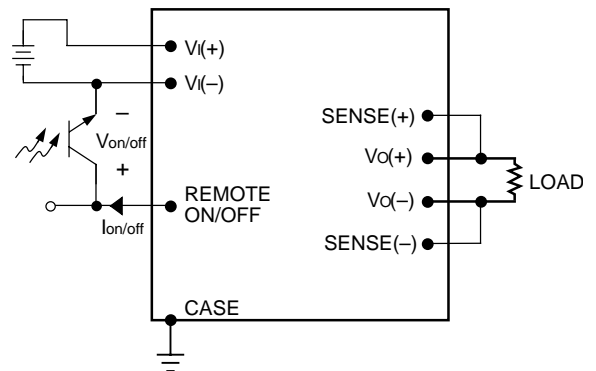 VI(+)
VI(–)
–
Von/off
+
REMOTE
ON/OFF
Ion/off
CASE
SENSE(+)
VO(+)
VO(–)
SENSE(–)
LOAD